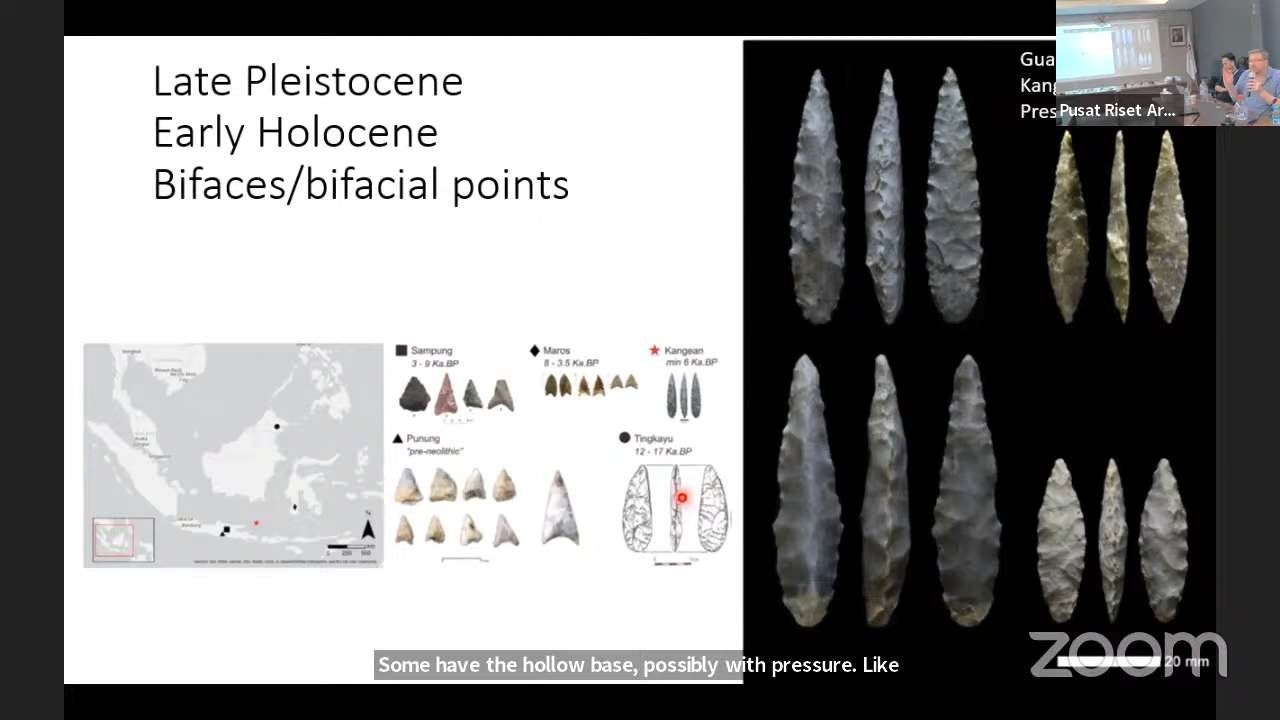 Late Pleistocene
Early Holocene
Bifaces/bifacial points
Gua
Kang
Pres
Pusat Riset Ar...
Sampung
3 - 9 Ka.BP
Maros
8 - 3.5 Ka.BP
Kangean
min 6 Ka.BP
Punung
"pre-neolithic"
Tingkayu
12 - 17 Ka.BP
Some have the hollow base, possibly with pressure. Like
zoom
20 mm